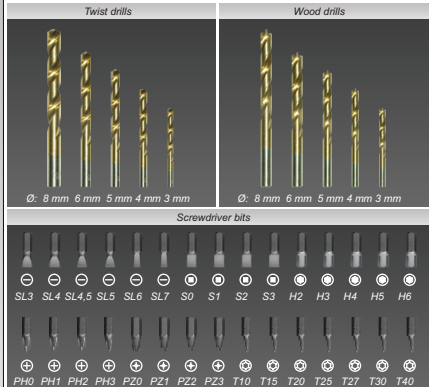 Twist drills
Wood drills
Ø: 8 mm 6 mm 5 mm 4 mm 3 mm
Ø: 8 mm 6 mm 5 mm 4 mm 3 mm
Screwdriver bits
SL3 SL4 SL4,5 SL5 SL6 SL7 S0 S1 S2 S3 H2 H3 H4 H5 H6
PH0 PH1 PH2 PH3 PZ0 PZ1 PZ2 PZ3 T10 T15 T20 T25 T27 T30 T40